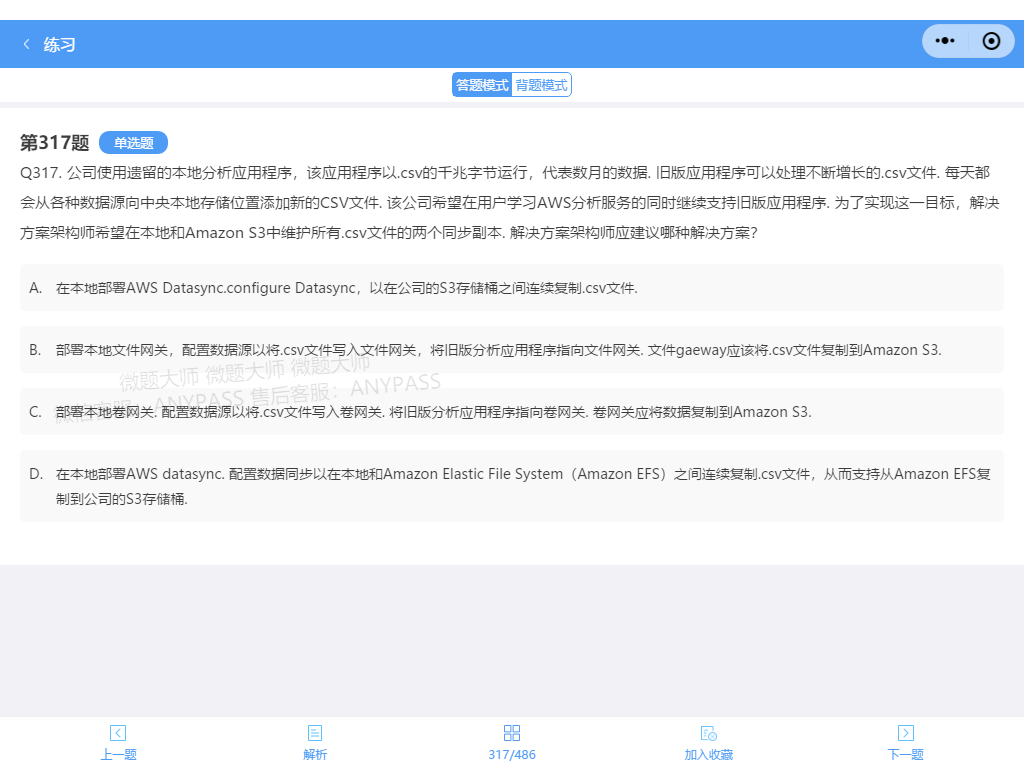 练习
答题模式 背题模式
第317题 单选题
Q317. 公司使用遗留的本地分析应用程序，该应用程序以.csv的千兆字节运行，代表数月的数据. 旧版应用程序可以处理不断增长的.csv文件. 每天都
会从各种数据源向中央本地存储位置添加新的CSV文件. 该公司希望在用户学习AWS分析服务的同时继续支持旧版应用程序. 为了实现这一目标，解决
方案架构师希望在本地和Amazon S3中维护所有.csv文件的两个同步副本. 解决方案架构师应建议哪种解决方案?
A. 在本地部署AWS Datasync.configure Datasync，以在公司的S3存储桶之间连续复制.csv文件.
B. 部署本地文件网关，配置数据源以将.csv文件写入文件网关，将旧版分析应用程序指向文件网关. 文件gaeway应该将.csv文件复制到Amazon S3.
微题大师 微题大师 微题大师
微信客服：ANYPASS 售后客服：ANYPASS
C. 部署本地卷网关. 配置数据源以将.csv文件写入卷网关. 将旧版分析应用程序指向卷网关. 卷网关应将数据复制到Amazon S3.
D. 在本地部署AWS datasync. 配置数据同步以在本地和Amazon Elastic File System（Amazon EFS）之间连续复制.csv文件，从而支持从Amazon EFS复
制到公司的S3存储桶.
上一题 解析 317/486 加入收藏 下一题